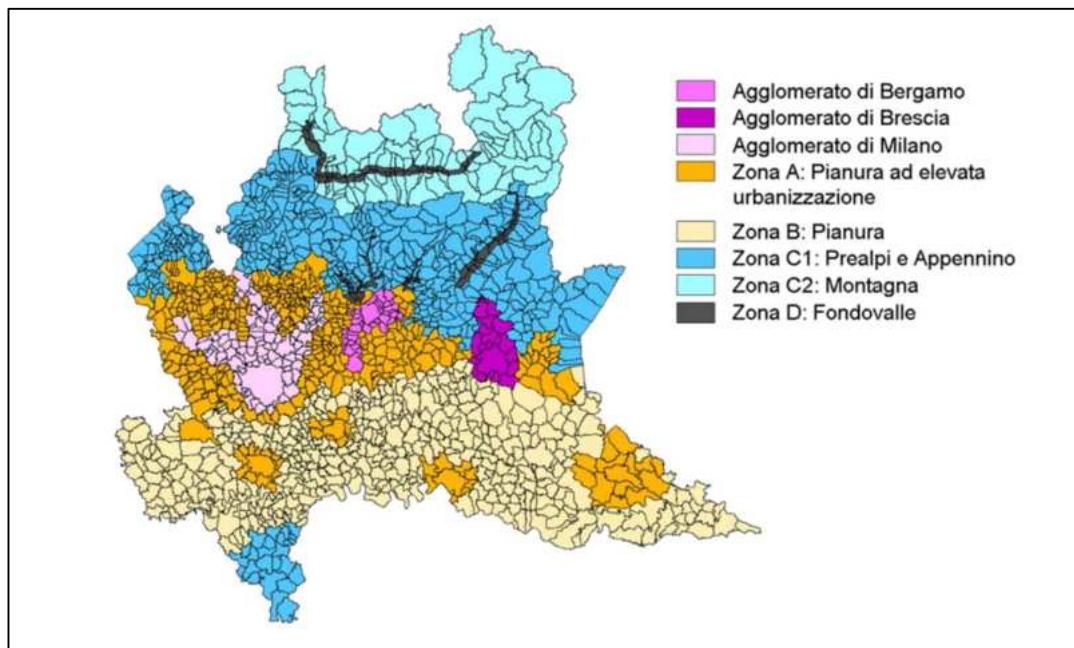 Agglomerato di Bergamo
Agglomerato di Brescia
Agglomerato di Milano
Zona A: Pianura ad elevata
urbanizzazione
Zona B: Pianura
Zona C1: Prealpi e Appennino
Zona C2: Montagna
Zona D: Fondovalle